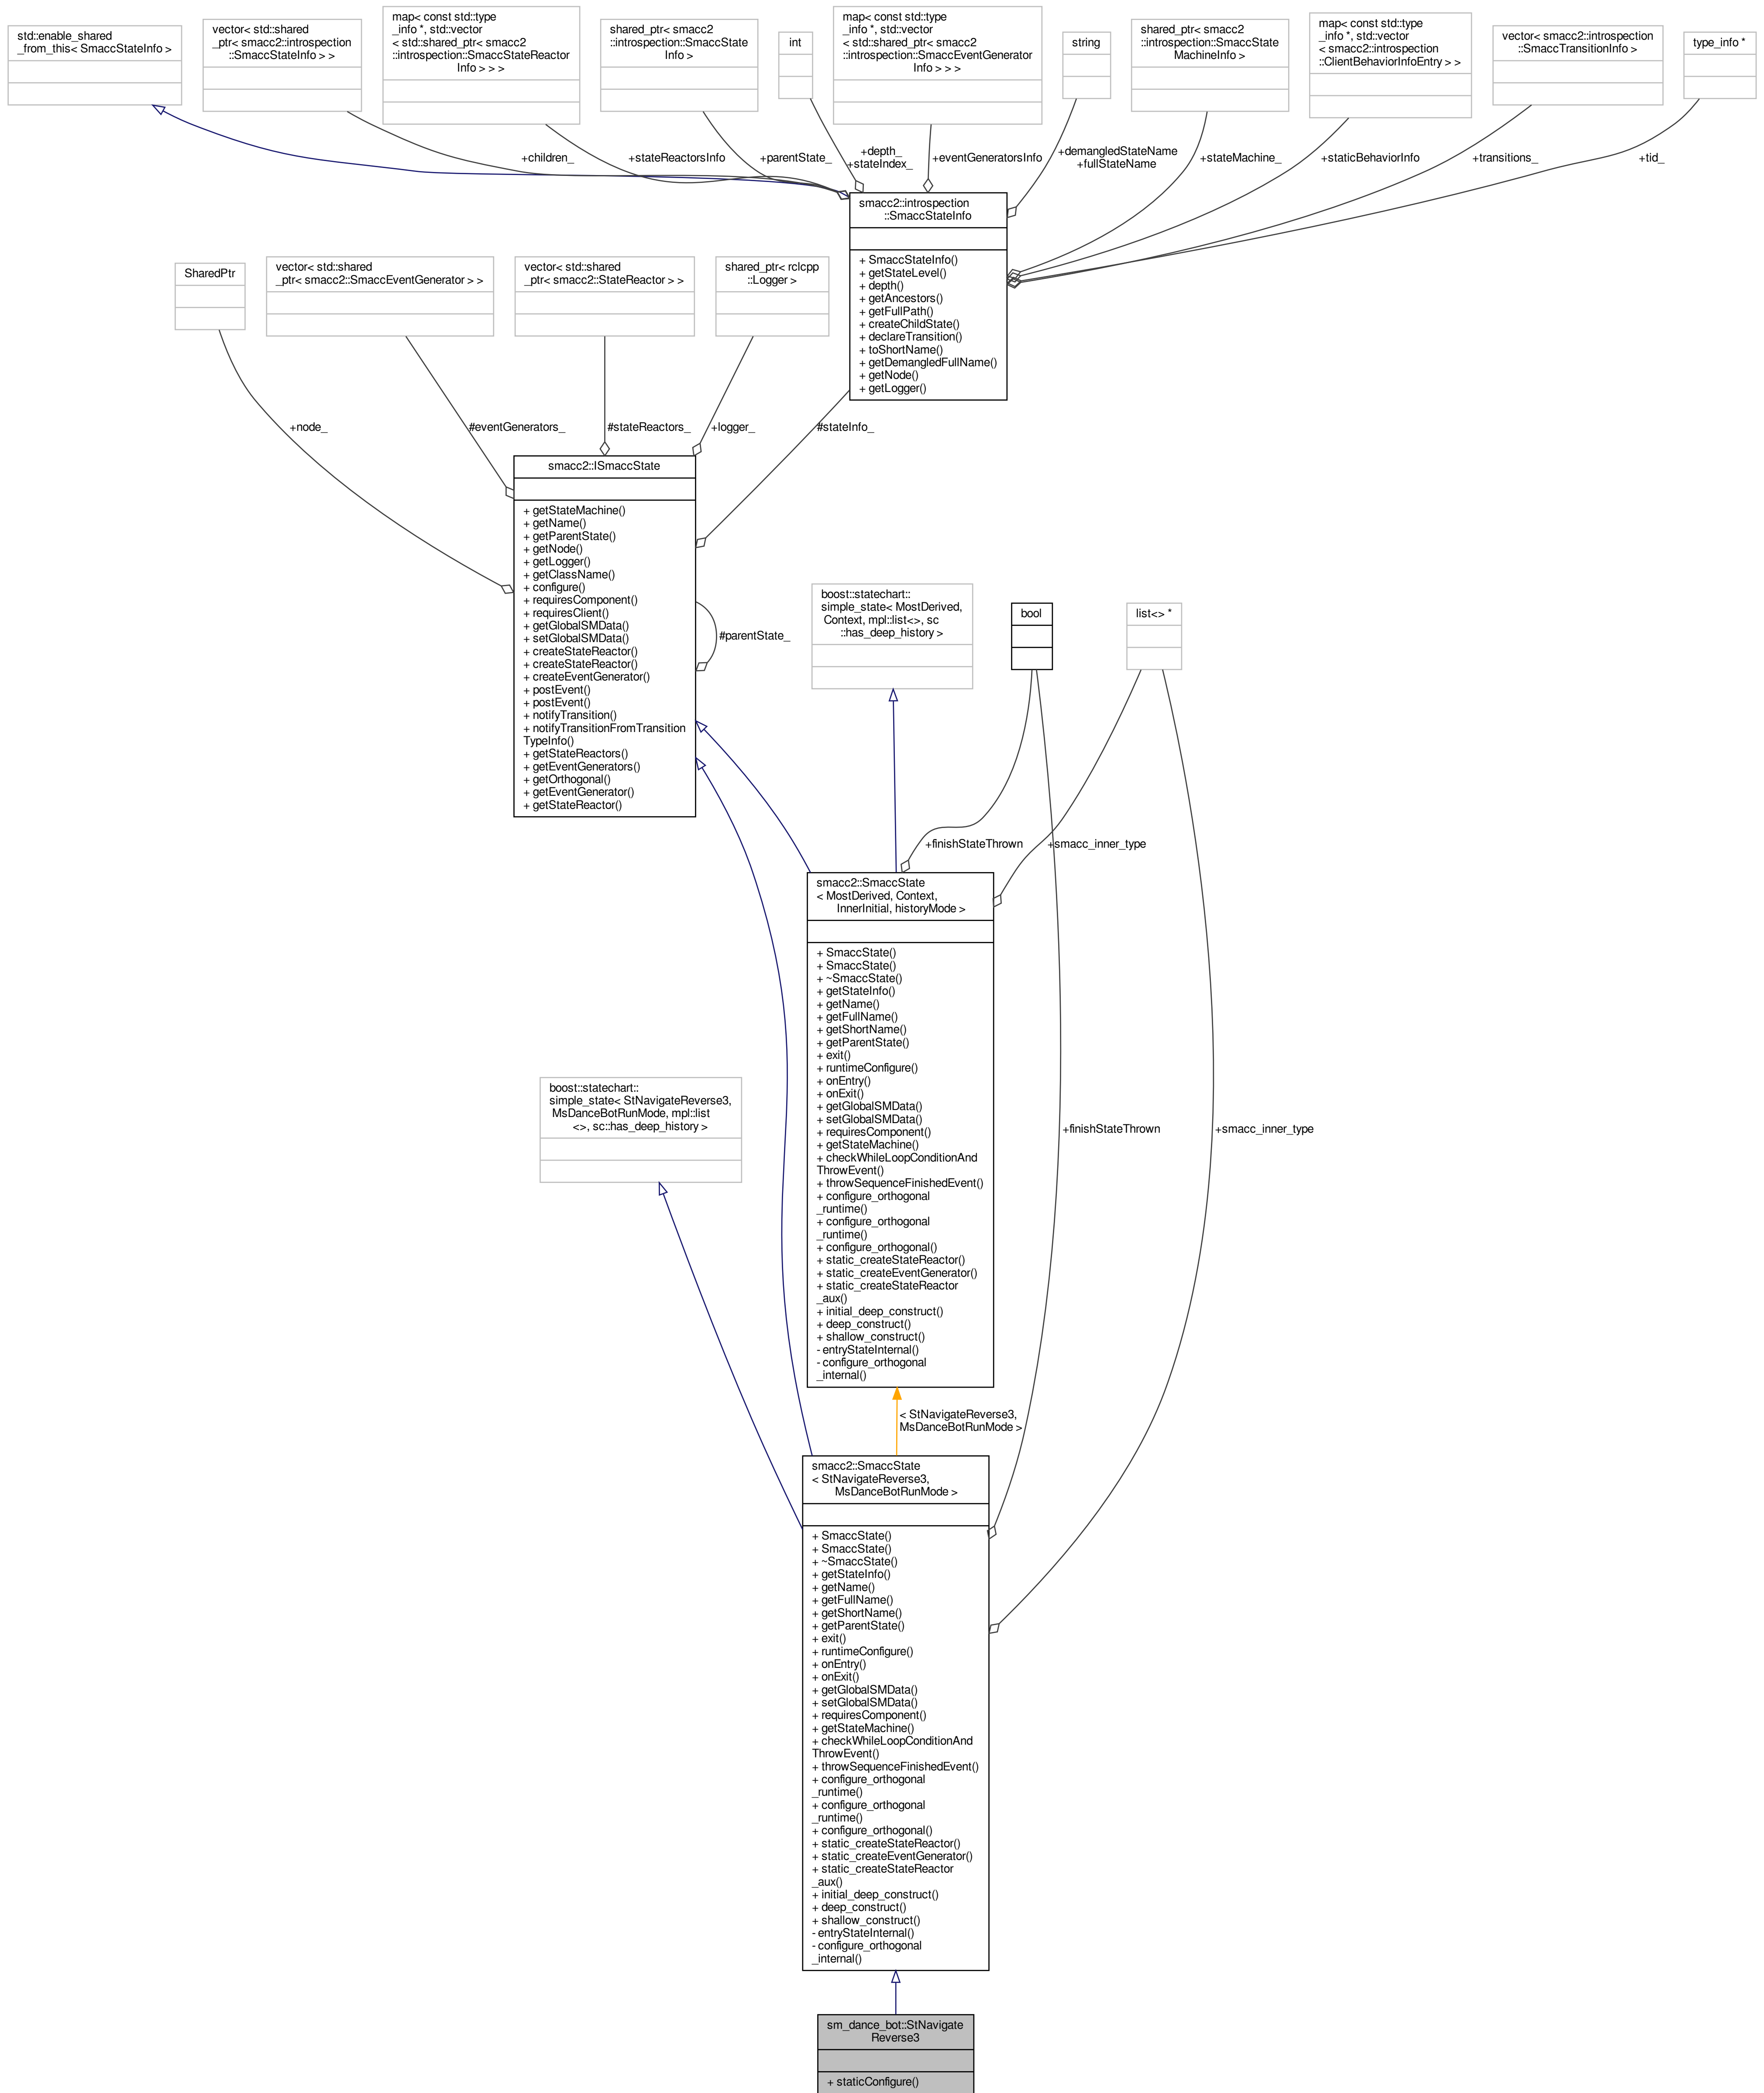 std::enable_shared
_from_this< SmaccStateInfo >
vector< std::shared
_ptr< smacc2::introspection
::SmaccStateInfo > >
map< const std::type
_info *, std::vector
< std::shared_ptr< smacc2
::introspection::SmaccStateReactor
Info > > >
shared_ptr< smacc2
::introspection::SmaccState
Info >
int
map< const std::type
_info *, std::vector
< std::shared_ptr< smacc2
::introspection::SmaccEventGenerator
Info > > >
string
shared_ptr< smacc2
::introspection::SmaccState
MachineInfo >
map< const std::type
_info *, std::vector
< smacc2::introspection
::ClientBehaviorInfoEntry > >
vector< smacc2::introspection
::SmaccTransitionInfo >
type_info *
+children_
+stateReactorsInfo
+parentState_
+depth_
+stateIndex_
+eventGeneratorsInfo
+demangledStateName
+fullStateName
+stateMachine_
+staticBehaviorInfo
+transitions_
+tid_
smacc2::introspection
::SmaccStateInfo
+ SmaccStateInfo()
+ getStateLevel()
+ depth()
+ getAncestors()
+ getFullPath()
+ createChildState()
+ declareTransition()
+ toShortName()
+ getDemangledFullName()
+ getNode()
+ getLogger()
SharedPtr
vector< std::shared
_ptr< smacc2::SmaccEventGenerator > >
vector< std::shared
_ptr< smacc2::StateReactor > >
shared_ptr< rclcpp
::Logger >
+node_
#eventGenerators_
#stateReactors_
+logger_
#stateInfo_
smacc2::ISmaccState
+ getStateMachine()
+ getName()
+ getParentState()
+ getNode()
+ getLogger()
+ getClassName()
+ configure()
+ requiresComponent()
+ requiresClient()
+ getGlobalSMData()
+ setGlobalSMData()
+ createStateReactor()
+ createStateReactor()
+ createEventGenerator()
+ postEvent()
+ postEvent()
+ notifyTransition()
+ notifyTransitionFromTransition
TypeInfo()
+ getStateReactors()
+ getEventGenerators()
+ getOrthogonal()
+ getEventGenerator()
+ getStateReactor()
#parentState_
boost::statechart::
simple_state< MostDerived,
Context, mpl::list<>, sc
::has_deep_history >
bool
list<> *
+finishStateThrown
+smacc_inner_type
smacc2::SmaccState
< MostDerived, Context,
InnerInitial, historyMode >
+ SmaccState()
+ SmaccState()
+ ~SmaccState()
+ getStateInfo()
+ getName()
+ getFullName()
+ getShortName()
+ getParentState()
+ exit()
+ runtimeConfigure()
+ onEntry()
+ onExit()
+ getGlobalSMData()
+ setGlobalSMData()
+ requiresComponent()
+ getStateMachine()
+ checkWhileLoopConditionAnd
ThrowEvent()
+ throwSequenceFinishedEvent()
+ configure_orthogonal
_runtime()
+ configure_orthogonal
_runtime()
+ configure_orthogonal()
+ static_createStateReactor()
+ static_createEventGenerator()
+ static_createStateReactor
_aux()
+ initial_deep_construct()
+ deep_construct()
+ shallow_construct()
- entryStateInternal()
- configure_orthogonal
_internal()
boost::statechart::
simple_state< StNavigateReverse3,
MsDanceBotRunMode, mpl::list
<>, sc::has_deep_history >
+finishStateThrown
+smacc_inner_type
< StNavigateReverse3,
MsDanceBotRunMode >
smacc2::SmaccState
< StNavigateReverse3,
MsDanceBotRunMode >
+ SmaccState()
+ SmaccState()
+ ~SmaccState()
+ getStateInfo()
+ getName()
+ getFullName()
+ getShortName()
+ getParentState()
+ exit()
+ runtimeConfigure()
+ onEntry()
+ onExit()
+ getGlobalSMData()
+ setGlobalSMData()
+ requiresComponent()
+ getStateMachine()
+ checkWhileLoopConditionAnd
ThrowEvent()
+ throwSequenceFinishedEvent()
+ configure_orthogonal
_runtime()
+ configure_orthogonal
_runtime()
+ configure_orthogonal()
+ static_createStateReactor()
+ static_createEventGenerator()
+ static_createStateReactor
_aux()
+ initial_deep_construct()
+ deep_construct()
+ shallow_construct()
- entryStateInternal()
- configure_orthogonal
_internal()
sm_dance_bot::StNavigate
Reverse3
+ staticConfigure()